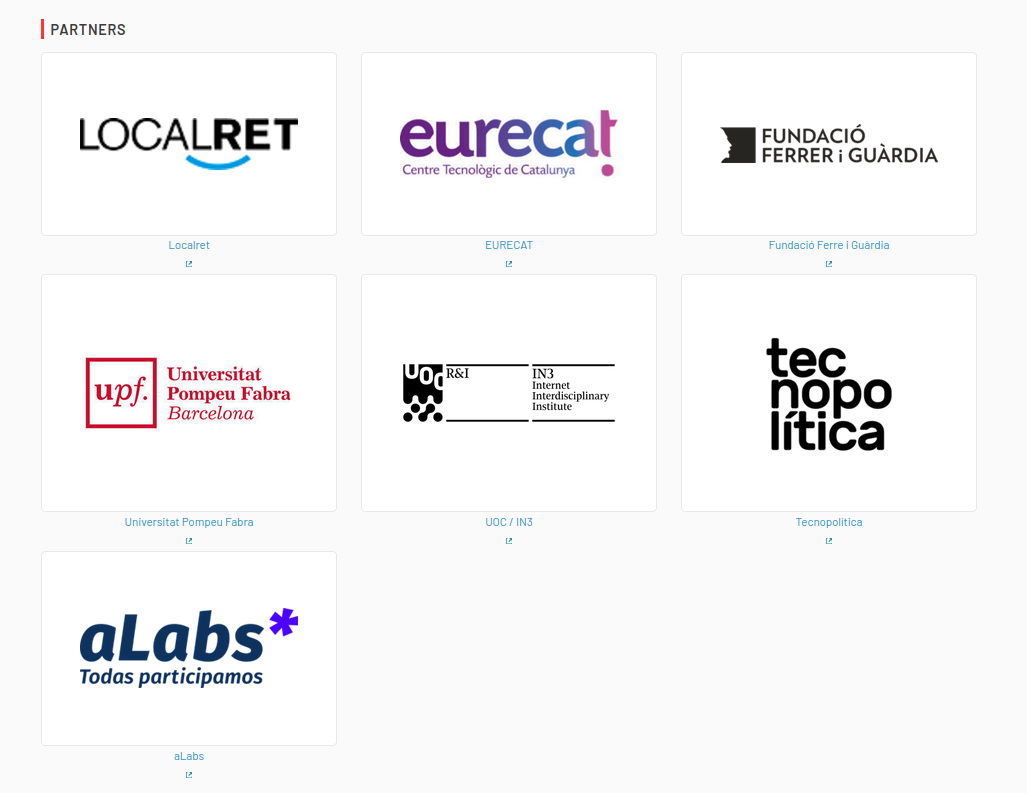 PARTNERS
LOCALRET
eurecat
Centre Tecnològic de Catalunya
FUNDACIÓ
FERRER i GUÀRDIA
Localret
EURECAT
Fundació Ferre i Guàrdia
upf.
Universitat
Pompeu Fabra
Barcelona
UOC
R&I
IN3
Internet
Interdisciplinary
Institute
tec
nopo
lítica
Universitat Pompeu Fabra
UOC / IN3
Tecnopolítica
aLabs*
Todas participamos
aLabs